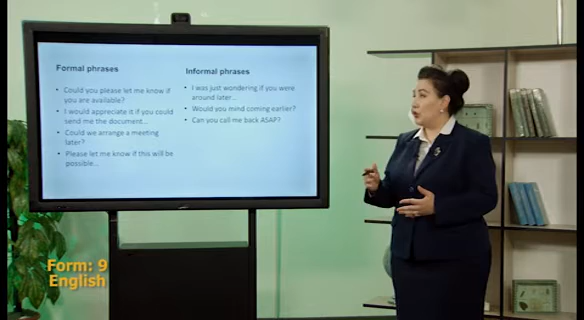 Formal phrases
• Could you please let me know if
you are available?
• I would appreciate it if you could
send me the document...
• Could we arrange a meeting
later?
• Please let me know if this will be
possible...
Informal phrases
• I was just wondering if you were
around later...
• Would you mind coming earlier?
• Can you call me back ASAP?
Form: 9
English